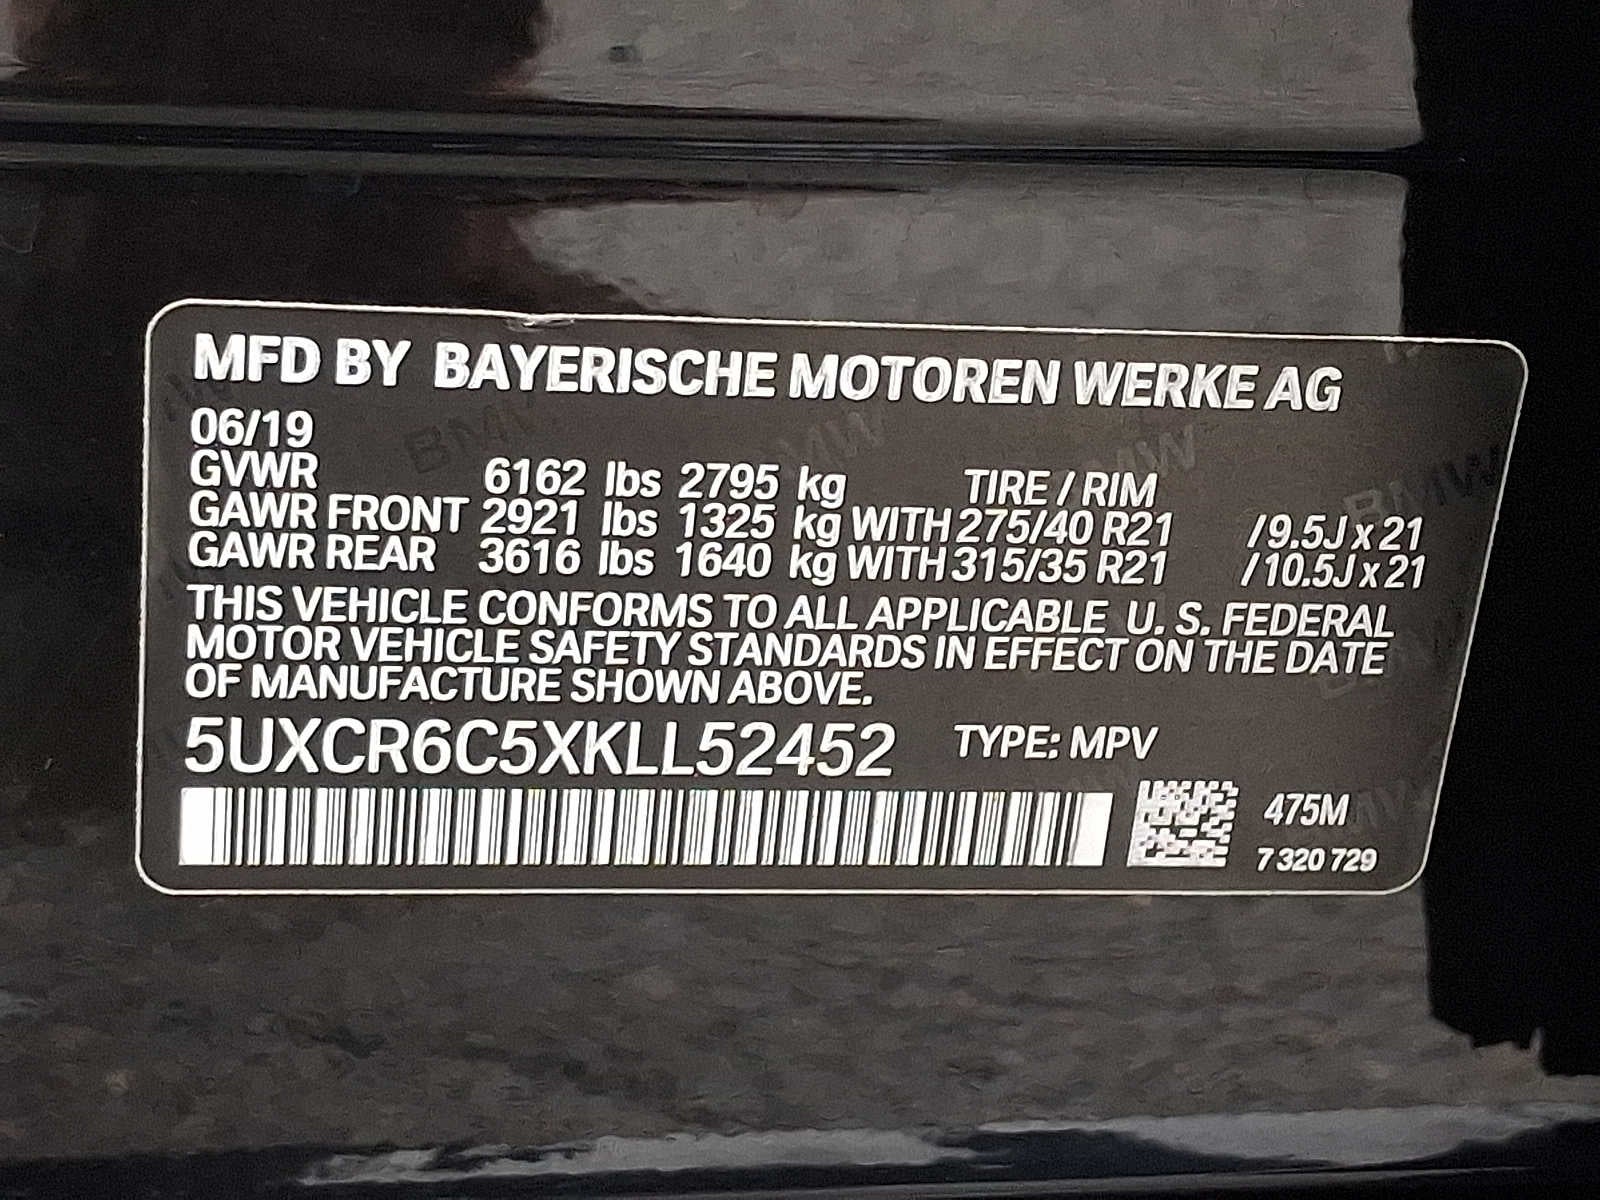 MFD BY BAYERISCHE MOTOREN WERKE AG
06/19
GVWR 6162 lbs 2795 kg TIRE / RIM
GAWR FRONT 2921 lbs 1325 kg WITH 275/40 R21 /9.5J x 21
GAWR REAR 3616 lbs 1640 kg WITH 315/35 R21 /10.5J x 21
THIS VEHICLE CONFORMS TO ALL APPLICABLE U. S. FEDERAL
MOTOR VEHICLE SAFETY STANDARDS IN EFFECT ON THE DATE
OF MANUFACTURE SHOWN ABOVE.
5UXCR6C5XKLL52452 TYPE: MPV
475M
7 320 729